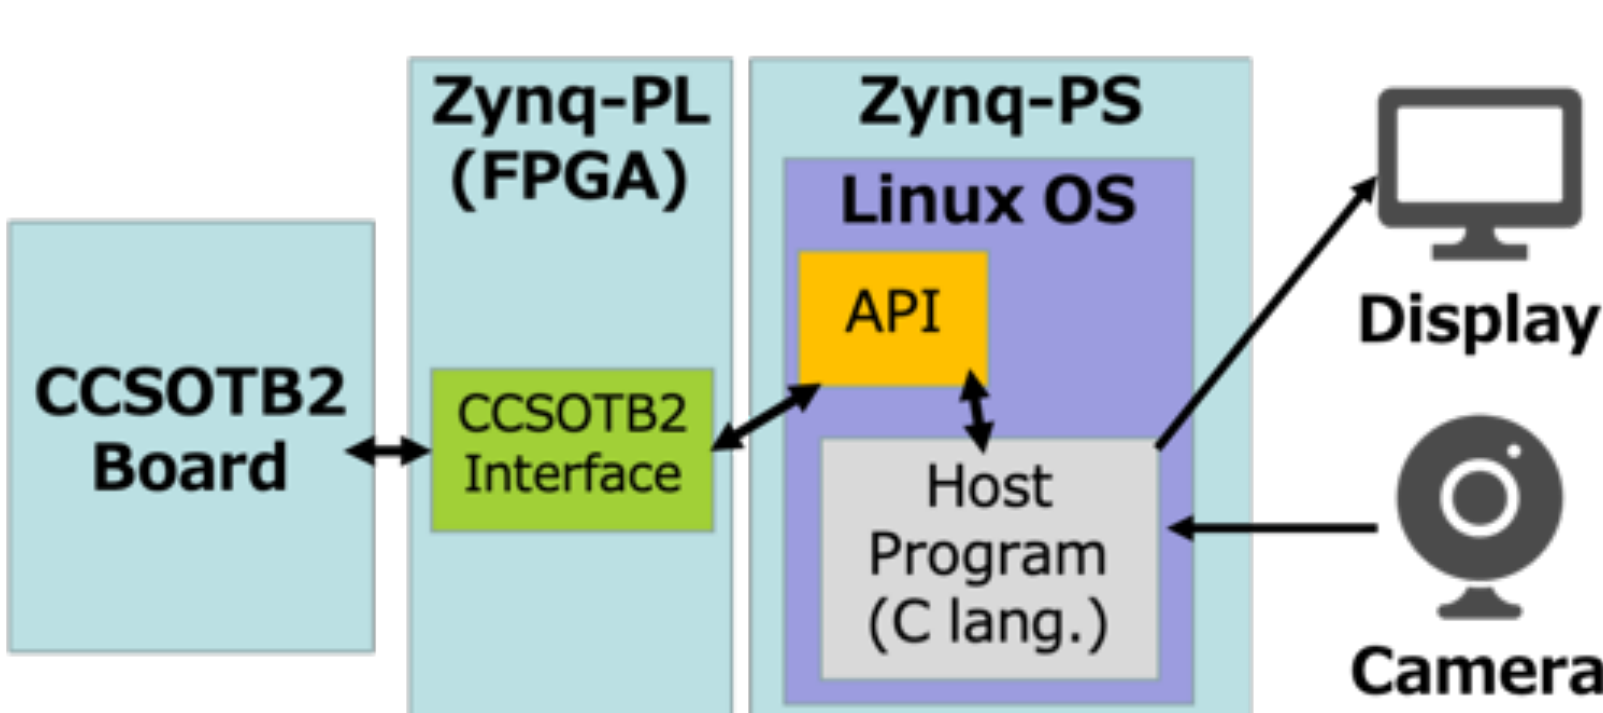 Zynq-PL
(FPGA)
Zynq-PS
Linux OS
API
CCSOTB2
Board
CCSOTB2
Interface
Host
Program
(C lang.)
Display
Camera